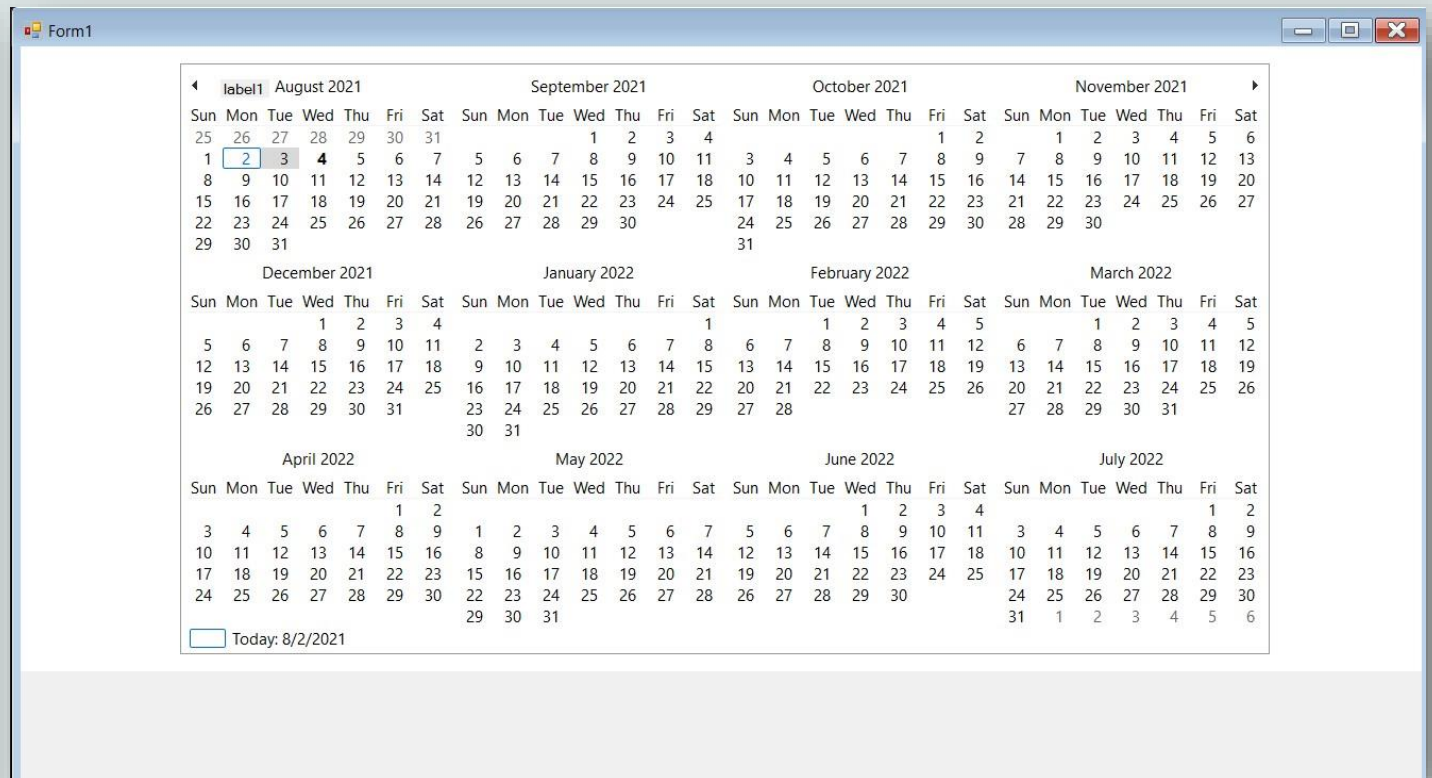 Form1
label1 August 2021 September 2021 October 2021 November 2021
Sun Mon Tue Wed Thu Fri Sat Sun Mon Tue Wed Thu Fri Sat Sun Mon Tue Wed Thu Fri Sat Sun Mon Tue Wed Thu Fri Sat
25 26 27 28 29 30 31 1 2 3 4 1 2 1 2 3 4 5 6
1 2 3 4 5 6 7 5 6 7 8 9 10 11 3 4 5 6 7 8 9 7 8 9 10 11 12 13
8 9 10 11 12 13 14 12 13 14 15 16 17 18 10 11 12 13 14 15 16 14 15 16 17 18 19 20
15 16 17 18 19 20 21 19 20 21 22 23 24 25 17 18 19 20 21 22 23 21 22 23 24 25 26 27
22 23 24 25 26 27 28 26 27 28 29 30 24 25 26 27 28 29 30 28 29 30
29 30 31 31
December 2021 January 2022 February 2022 March 2022
Sun Mon Tue Wed Thu Fri Sat Sun Mon Tue Wed Thu Fri Sat Sun Mon Tue Wed Thu Fri Sat Sun Mon Tue Wed Thu Fri Sat
1 2 3 4 1 1 2 3 4 5 1 2 3 4 5
5 6 7 8 9 10 11 2 3 4 5 6 7 8 6 7 8 9 10 11 12 6 7 8 9 10 11 12
12 13 14 15 16 17 18 9 10 11 12 13 14 15 13 14 15 16 17 18 19 13 14 15 16 17 18 19
19 20 21 22 23 24 25 16 17 18 19 20 21 22 20 21 22 23 24 25 26 20 21 22 23 24 25 26
26 27 28 29 30 31 23 24 25 26 27 28 29 27 28 27 28 29 30 31
30 31
April 2022 May 2022 June 2022 July 2022
Sun Mon Tue Wed Thu Fri Sat Sun Mon Tue Wed Thu Fri Sat Sun Mon Tue Wed Thu Fri Sat Sun Mon Tue Wed Thu Fri Sat
1 2 1 2 3 4 1 2
3 4 5 6 7 8 9 1 2 3 4 5 6 7 5 6 7 8 9 10 11 3 4 5 6 7 8 9
10 11 12 13 14 15 16 8 9 10 11 12 13 14 12 13 14 15 16 17 18 10 11 12 13 14 15 16
17 18 19 20 21 22 23 15 16 17 18 19 20 21 19 20 21 22 23 24 25 17 18 19 20 21 22 23
24 25 26 27 28 29 30 22 23 24 25 26 27 28 26 27 28 29 30 24 25 26 27 28 29 30
29 30 31 31 1 2 3 4 5 6
Today: 8/2/2021